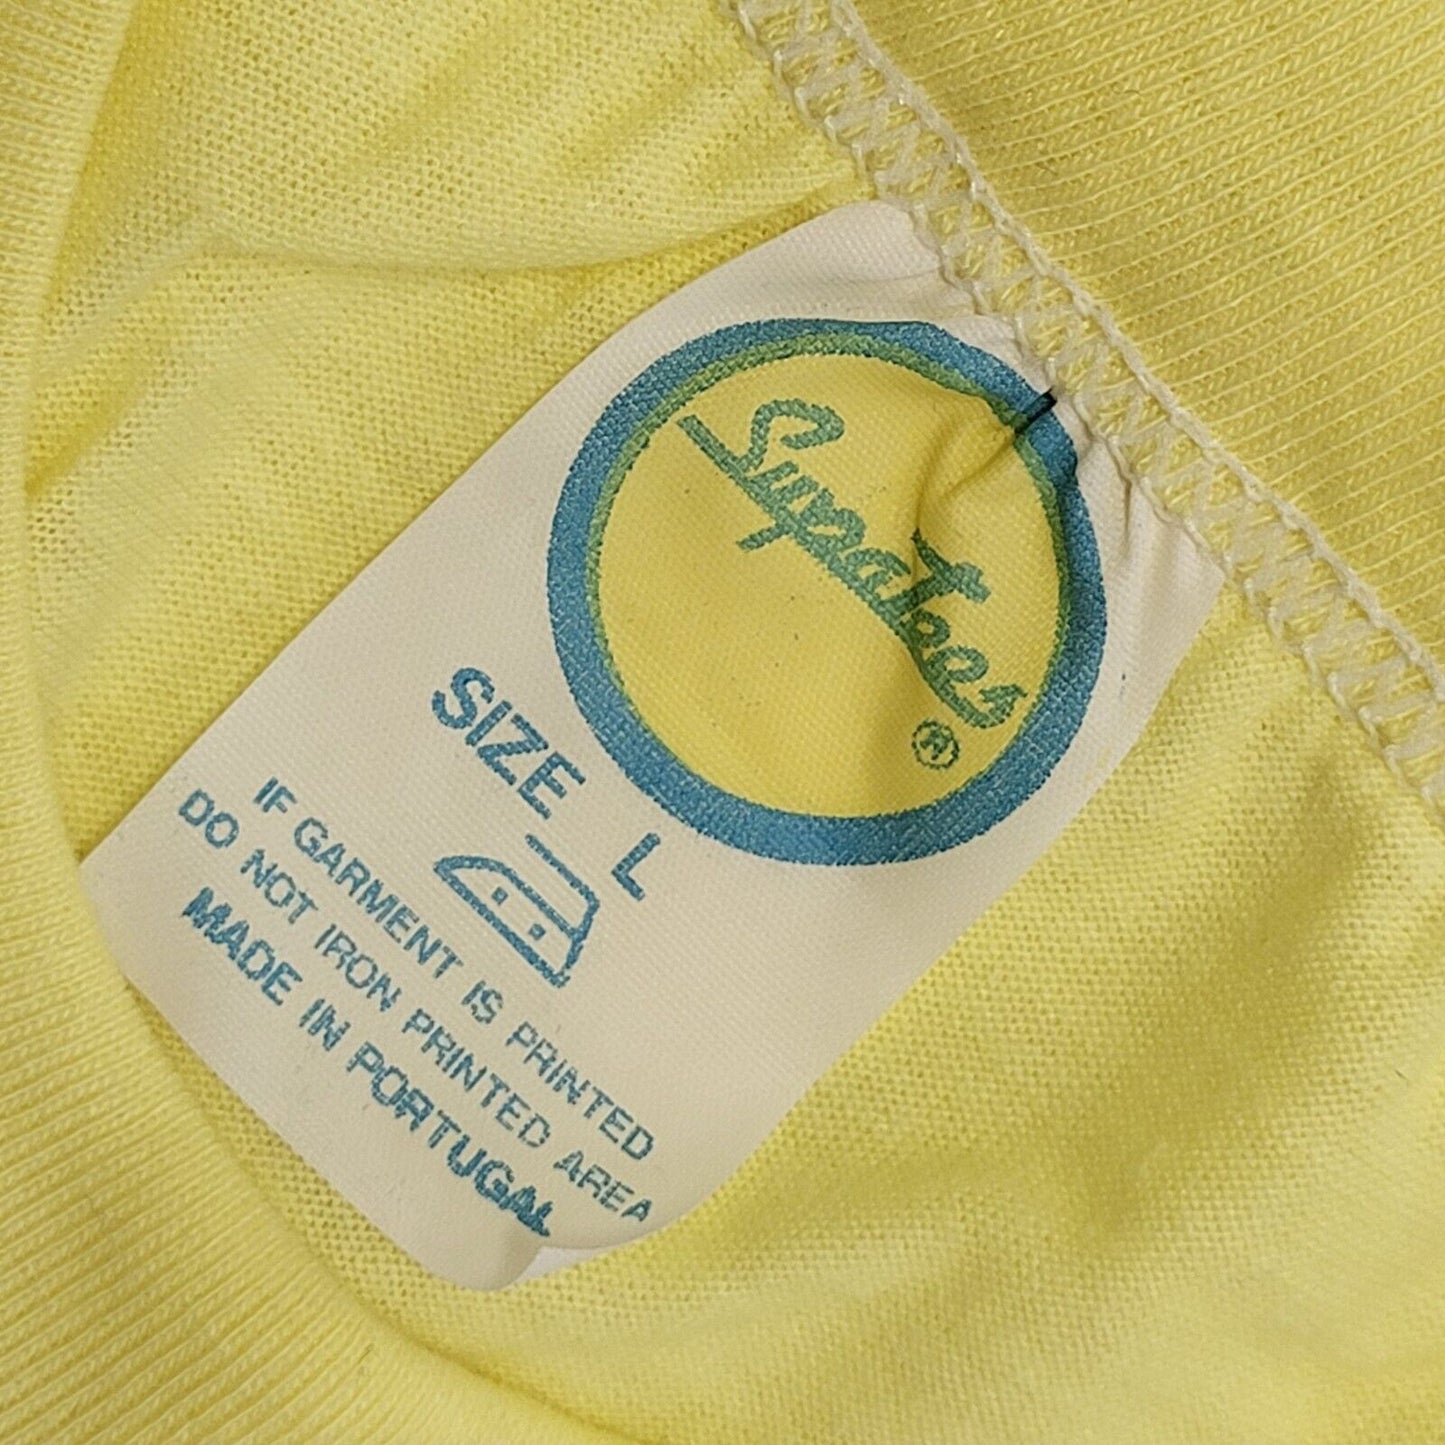 SupaTees
®
SIZE L
IF GARMENT IS PRINTED
DO NOT IRON PRINTED AREA
MADE IN PORTUGAL